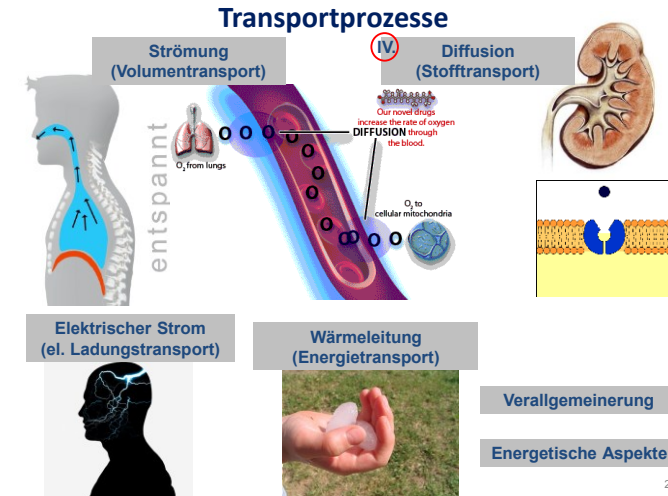 Transportprozesse
Strömung
(Volumentransport)
IV.
Diffusion
(Stofftransport)
entspannt
O2 from lungs
Our novel drugs
increase the rate of oxygen
DIFFUSION through
the blood.
O2 to
cellular mitochondria
Elektrischer Strom
(el. Ladungstransport)
Wärmeleitung
(Energietransport)
Verallgemeinerung
Energetische Aspekte
2